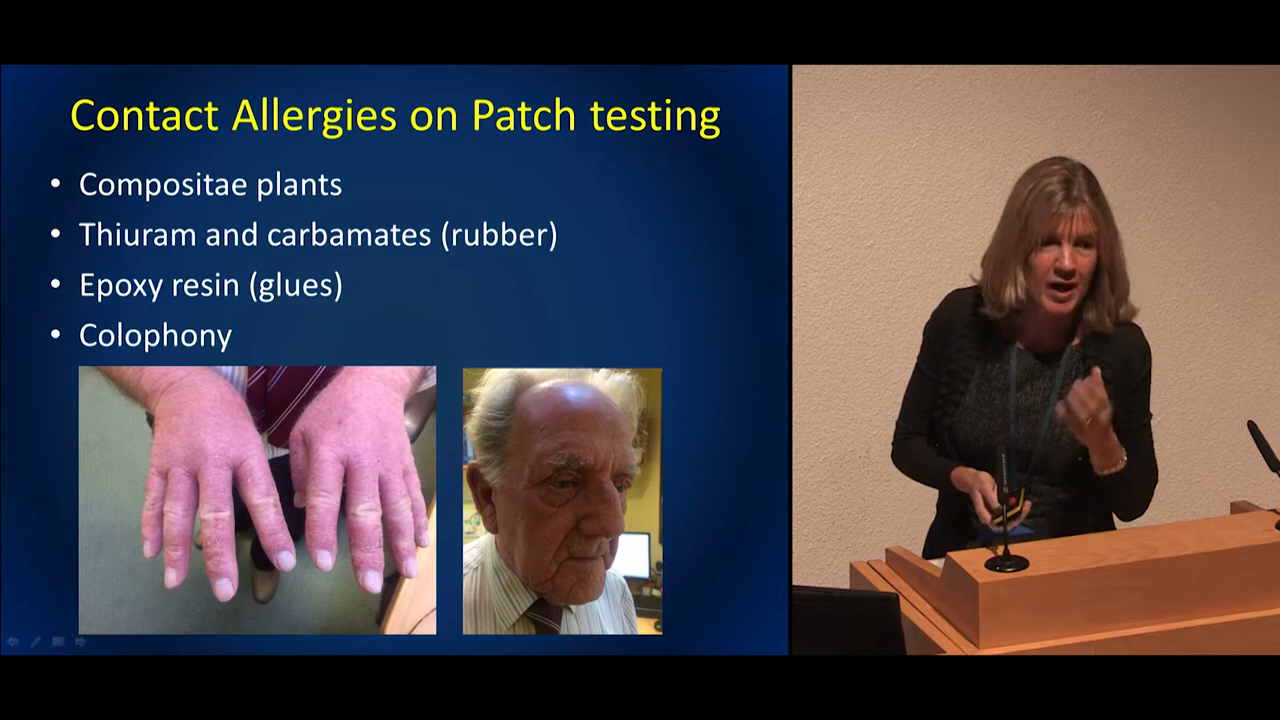 Contact Allergies on Patch testing
• Compositae plants
• Thiuram and carbamates (rubber)
• Epoxy resin (glues)
• Colophony